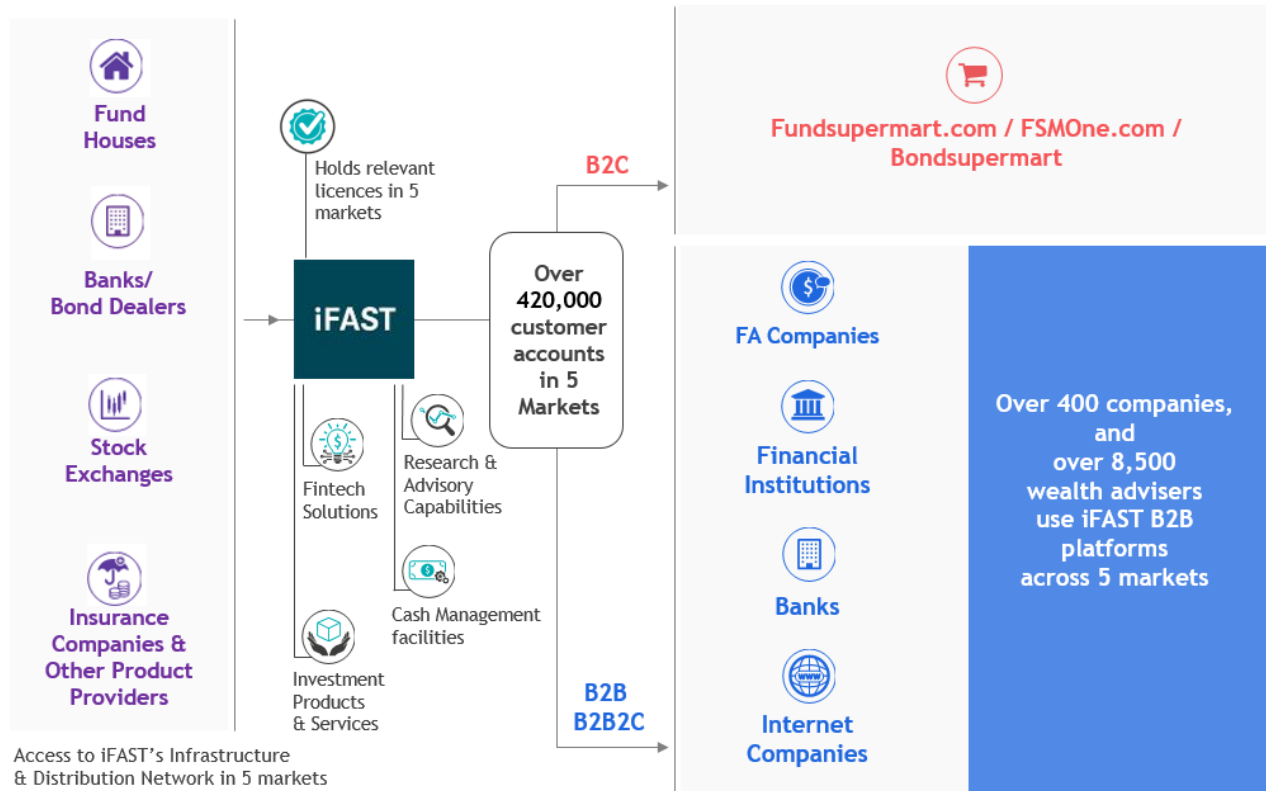 Fund
Houses
Banks/
Bond Dealers
Stock
Exchanges
Insurance
Companies &
Other Product
Providers
Access to iFAST's Infrastructure
& Distribution Network in 5 markets
Holds relevant
licences in 5
markets
iFAST
Fintech
Solutions
Research &
Advisory
Capabilities
Cash Management
facilities
Investment
Products
& Services
Over
420,000
customer
accounts
in 5
Markets
B2C
B2B
B2B2C
Fundsupermart.com / FSMOne.com /
Bondsupermart
FA Companies
Financial
Institutions
Banks
www
Internet
Companies
Over 400 companies,
and
over 8,500
wealth advisers
use iFAST B2B
platforms
across 5 markets